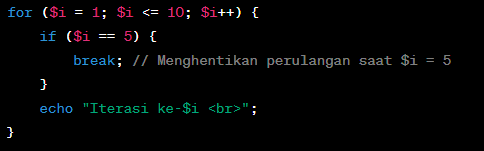 for ($i = 1; $i <= 10; $i++) {
    if ($i == 5) {
        break; // Menghentikan perulangan saat $i = 5
    }
    echo "Iterasi ke-$i <br>";
}